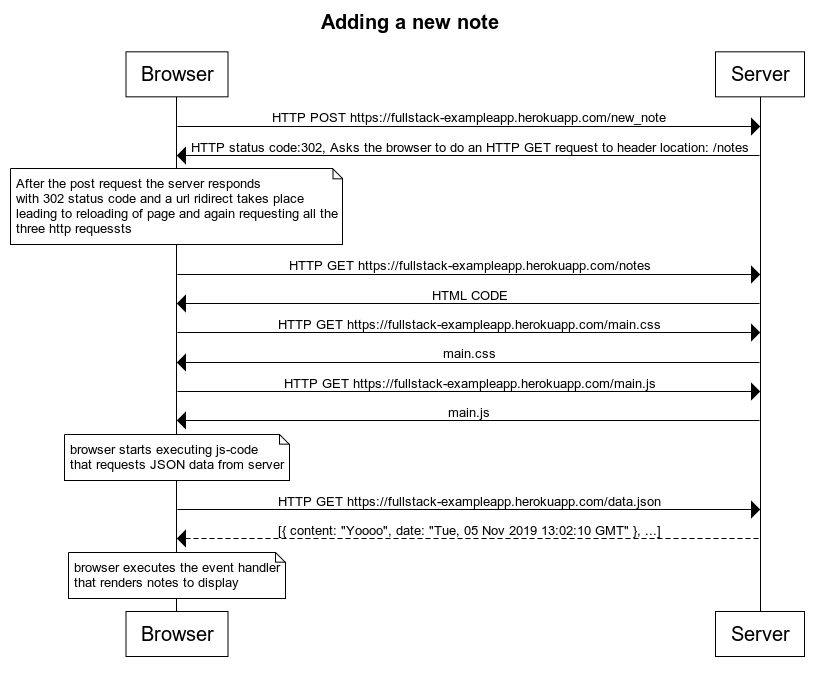 Adding a new note
Browser
Server
HTTP POST https://fullstack-exampleapp.herokuapp.com/new_note
HTTP status code:302, Asks the browser to do an HTTP GET request to header location: /notes
After the post request the server responds
with 302 status code and a url ridirect takes place
leading to reloading of page and again requesting all the
three http requessts
HTTP GET https://fullstack-exampleapp.herokuapp.com/notes
HTML CODE
HTTP GET https://fullstack-exampleapp.herokuapp.com/main.css
main.css
HTTP GET https://fullstack-exampleapp.herokuapp.com/main.js
main.js
browser starts executing js-code
that requests JSON data from server
HTTP GET https://fullstack-exampleapp.herokuapp.com/data.json
[{ content: "Yoooo", date: "Tue, 05 Nov 2019 13:02:10 GMT" }, ...]
browser executes the event handler
that renders notes to display
Browser
Server